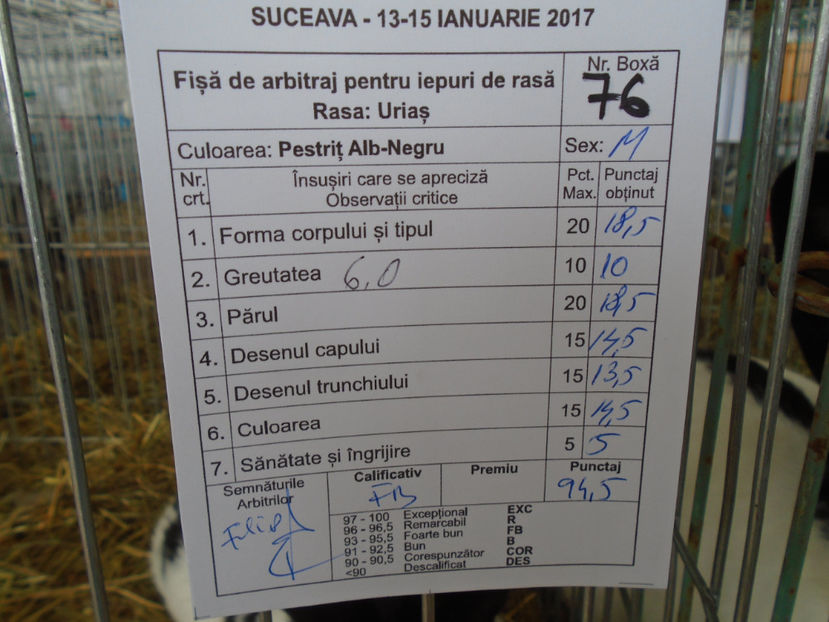 SUCEAVA - 13-15 IANUARIE 2017
Fișă de arbitraj pentru iepuri de rasă
Rasa: Uriaș
Nr. Boxă
76
Culoarea: Pestriț Alb-Negru
Sex: M
Nr. crt.
Însușiri care se apreciză
Observații critice
Pct. Max.
Punctaj obținut
1. Forma corpului și tipul 20 18,5
2. Greutatea 6,0 10 10
3. Părul 20 18,5
4. Desenul capului 15 14,5
5. Desenul trunchiului 15 13,5
6. Culoarea 15 14,5
7. Sănătate și îngrijire 5 5
Semnăturile Arbitrilor
Calificativ
FB
Premiu
Punctaj
94,5
97 - 100 Excepțional EXC
96 - 96,5 Remarcabil R
93 - 95,5 Foarte bun FB
91 - 92,5 Bun B
90 - 90,5 Corespunzător COR
<90 Descalificat DES